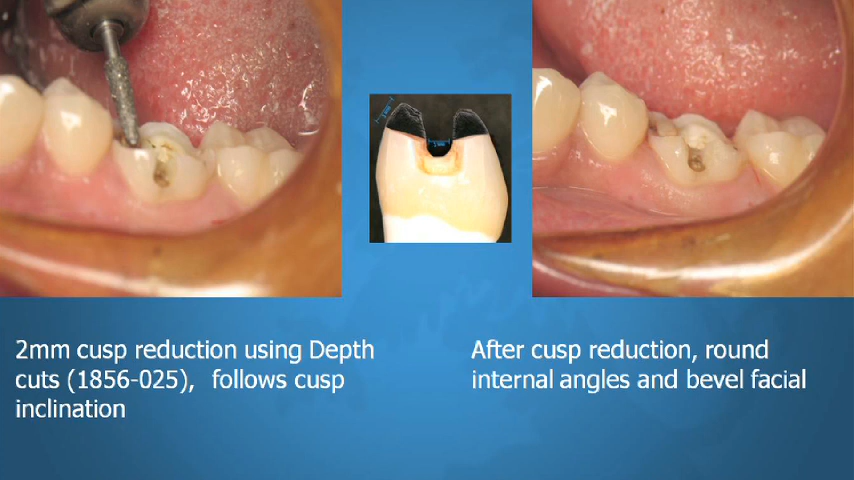 2mm cusp reduction using Depth
cuts (1856-025), follows cusp
inclination
After cusp reduction, round
internal angles and bevel facial